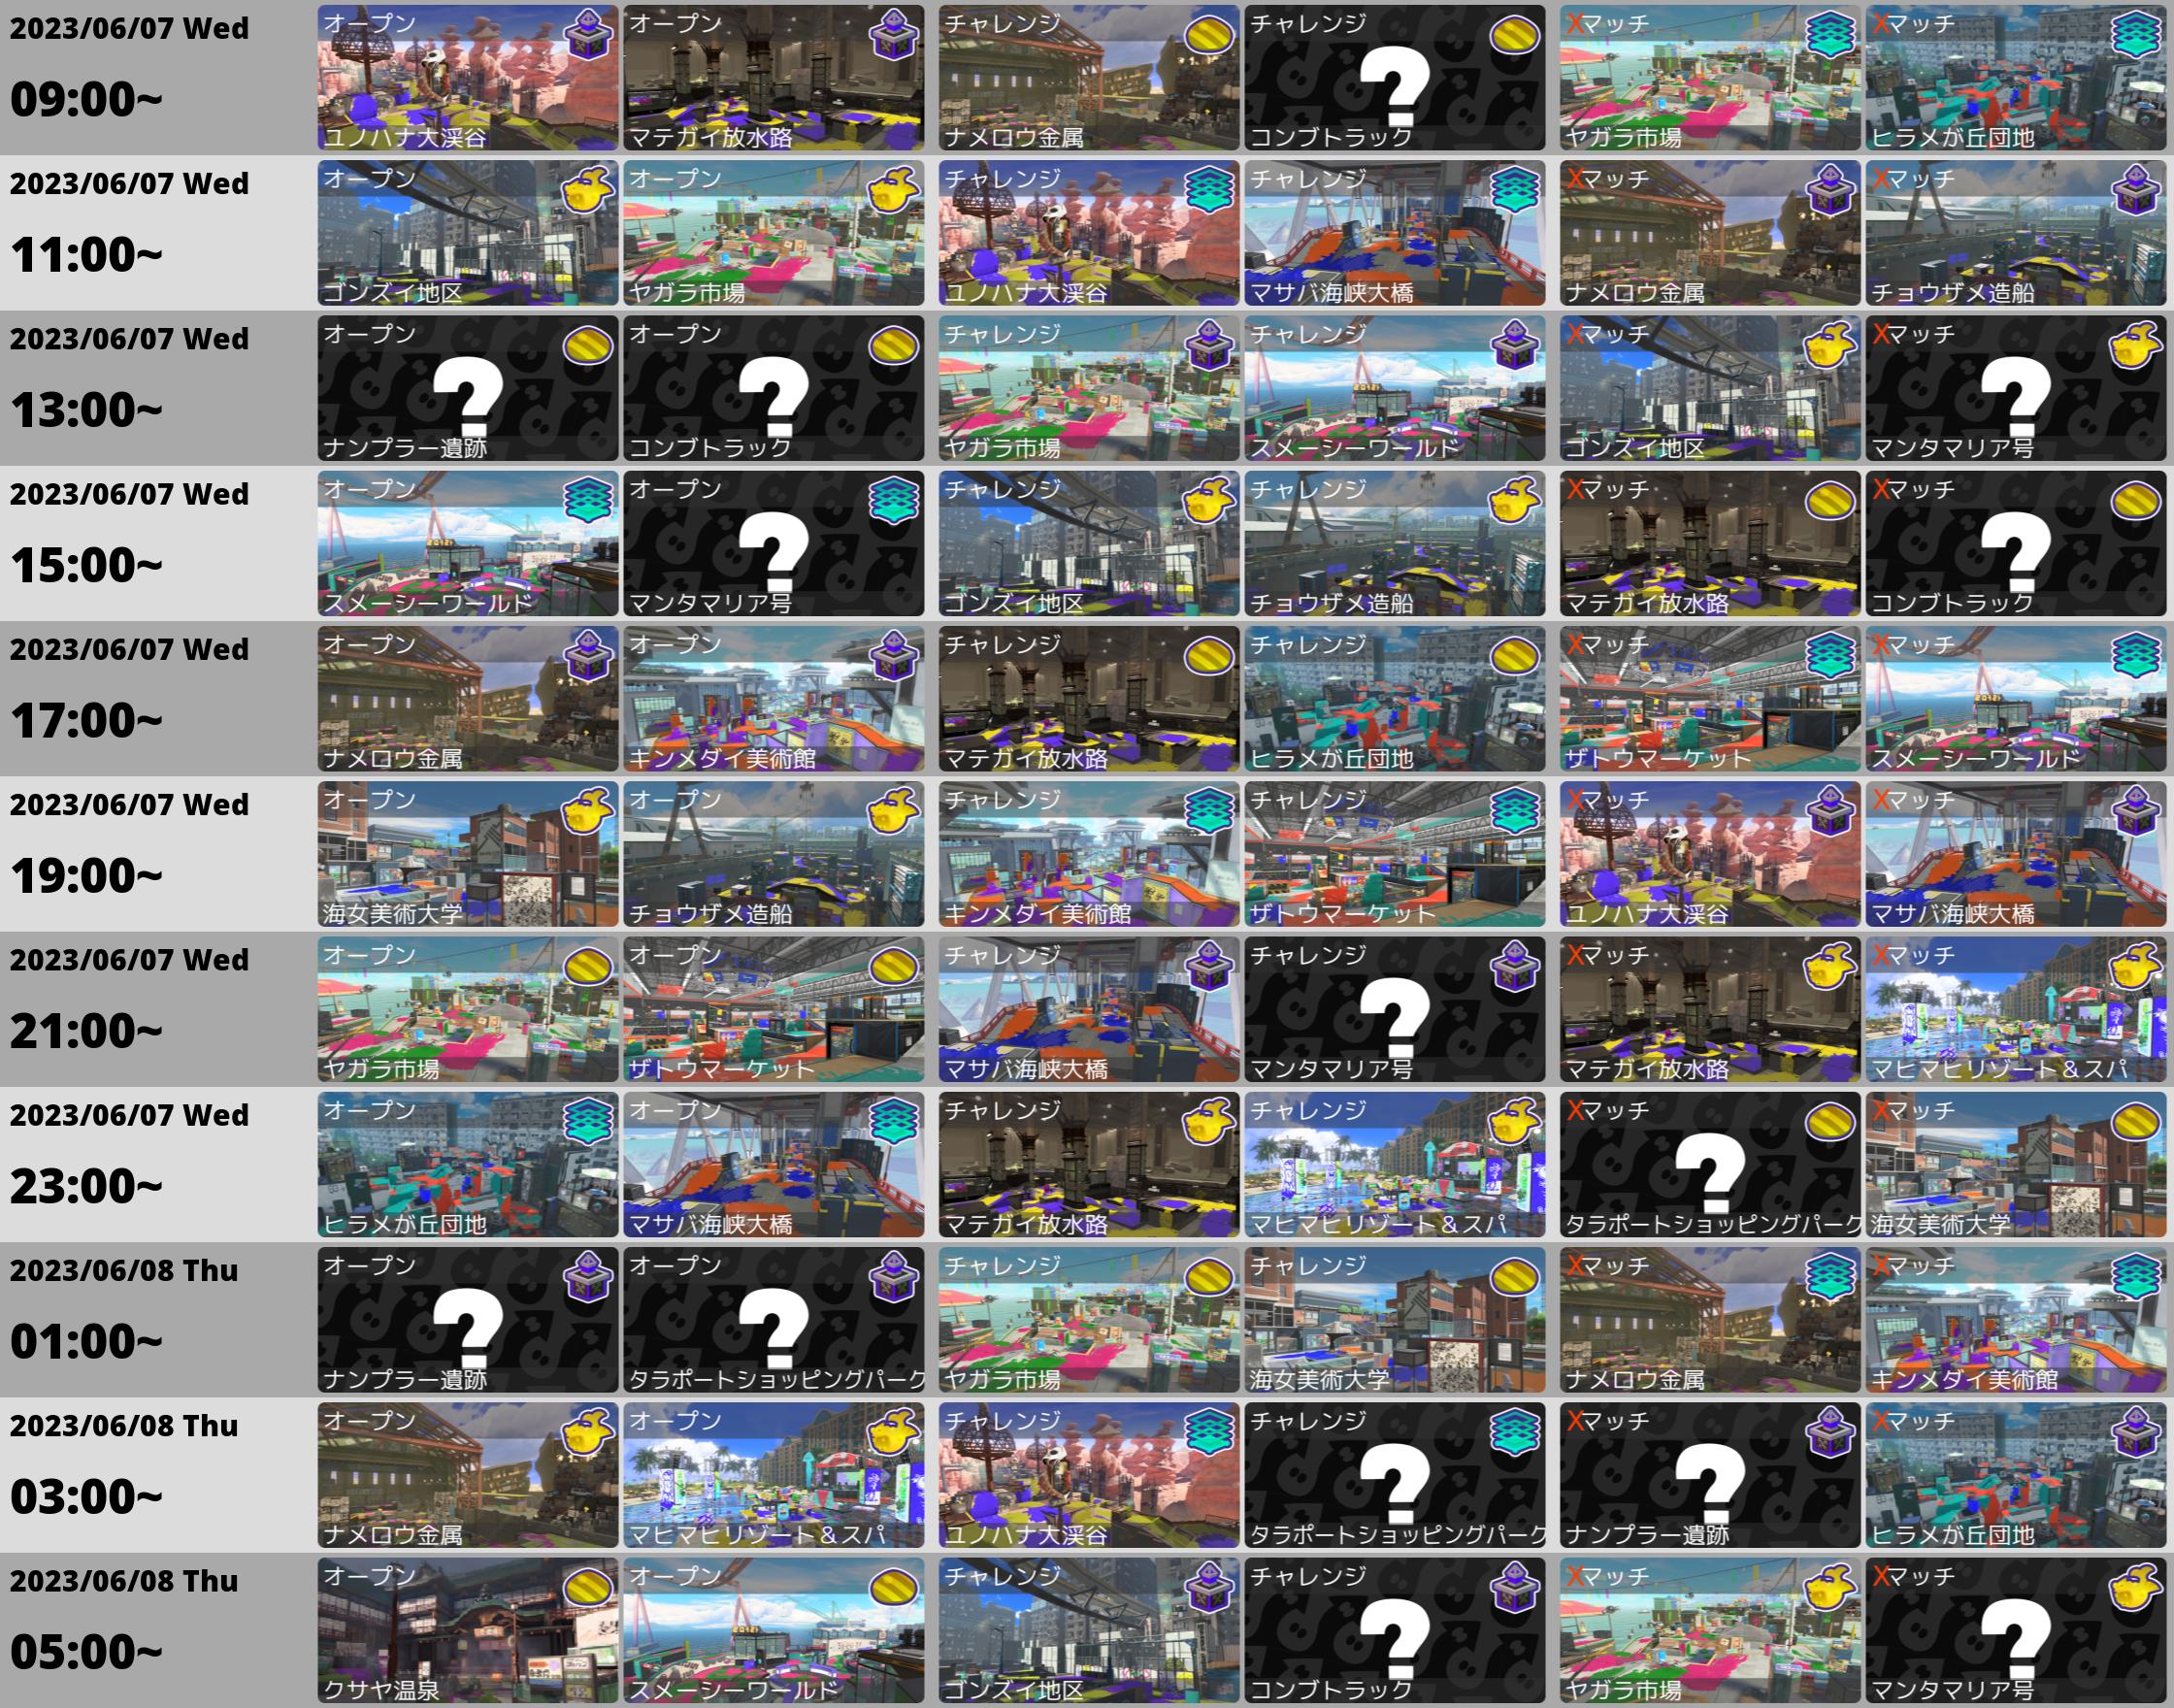 2023/06/07 Wed
09:00~
オープン
ユノハナ大渓谷
オープン
マテガイ放水路
チャレンジ
ナメロウ金属
チャレンジ
コンブトラック
Xマッチ
ヤガラ市場
Xマッチ
ヒラメが丘団地
2023/06/07 Wed
11:00~
オープン
ゴンズイ地区
オープン
ヤガラ市場
チャレンジ
ユノハナ大渓谷
チャレンジ
マサバ海峡大橋
Xマッチ
ナメロウ金属
Xマッチ
チョウザメ造船
2023/06/07 Wed
13:00~
オープン
ナンプラー遺跡
オープン
コンブトラック
チャレンジ
ヤガラ市場
チャレンジ
スメーシーワールド
Xマッチ
ゴンズイ地区
Xマッチ
マンタマリア号
2023/06/07 Wed
15:00~
オープン
スメーシーワールド
オープン
マンタマリア号
チャレンジ
ゴンズイ地区
チャレンジ
チョウザメ造船
Xマッチ
マテガイ放水路
Xマッチ
コンブトラック
2023/06/07 Wed
17:00~
オープン
ナメロウ金属
オープン
キンメダイ美術館
チャレンジ
マテガイ放水路
チャレンジ
ヒラメが丘団地
Xマッチ
ザトウマーケット
Xマッチ
スメーシーワールド
2023/06/07 Wed
19:00~
オープン
海女美術大学
オープン
チョウザメ造船
チャレンジ
キンメダイ美術館
チャレンジ
ザトウマーケット
Xマッチ
ユノハナ大渓谷
Xマッチ
マサバ海峡大橋
2023/06/07 Wed
21:00~
オープン
ヤガラ市場
オープン
ザトウマーケット
チャレンジ
マサバ海峡大橋
チャレンジ
マンタマリア号
Xマッチ
マテガイ放水路
Xマッチ
マヒマヒリゾート＆スパ
2023/06/07 Wed
23:00~
オープン
ヒラメが丘団地
オープン
マサバ海峡大橋
チャレンジ
マテガイ放水路
チャレンジ
マヒマヒリゾート＆スパ
Xマッチ
タラポートショッピングパーク
Xマッチ
海女美術大学
2023/06/08 Thu
01:00~
オープン
ナンプラー遺跡
オープン
タラポートショッピングパーク
チャレンジ
ヤガラ市場
チャレンジ
海女美術大学
Xマッチ
ナメロウ金属
Xマッチ
キンメダイ美術館
2023/06/08 Thu
03:00~
オープン
ナメロウ金属
オープン
マヒマヒリゾート＆スパ
チャレンジ
ユノハナ大渓谷
チャレンジ
タラポートショッピングパーク
Xマッチ
ナンプラー遺跡
Xマッチ
ヒラメが丘団地
2023/06/08 Thu
05:00~
オープン
クサヤ温泉
オープン
スメーシーワールド
チャレンジ
ゴンズイ地区
チャレンジ
コンブトラック
Xマッチ
ヤガラ市場
Xマッチ
マンタマリア号